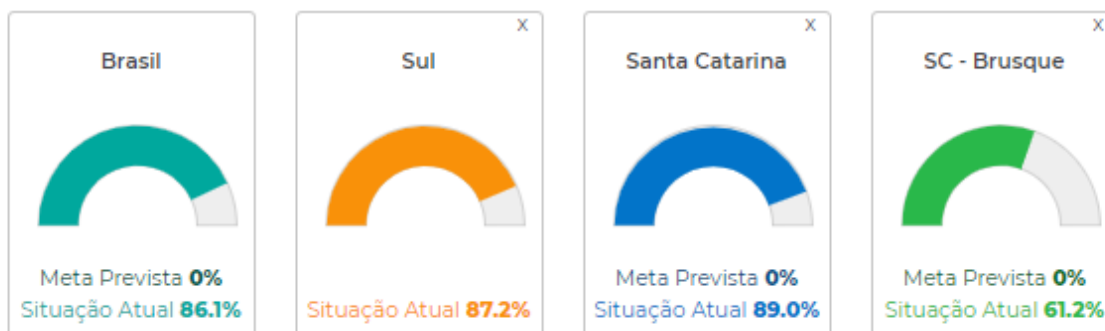 X
X
X
Brasil
Sul
Santa Catarina
SC - Brusque
Meta Prevista 0%
Meta Prevista 0%
Meta Prevista 0%
Situação Atual 86.1%
Situação Atual 87.2%
Situação Atual 89.0%
Situação Atual 61.2%